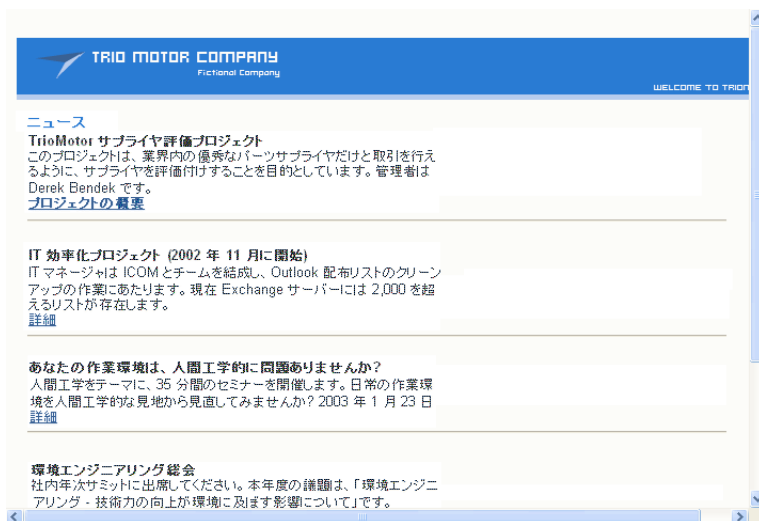 TRIO MOTOR COMPANY
Fictional Company
WELCOME TO TRIO
ニュース
TrioMotor サプライヤ評価プロジェクト
このプロジェクトは、業界内の優秀なパーツサプライヤだけと取引を行え
るように、サプライヤを評価付けすることを目的としています。管理者は
Derek Bendek です。
プロジェクトの概要
IT 効率化プロジェクト (2002 年 11 月に開始)
IT マネージャは ICOM とチームを結成し、Outlook 配布リストのクリーン
アップの作業にあたります。現在 Exchange サーバーには 2,000 を超
えるリストが存在します。
詳細
あなたの作業環境は、人間工学的に問題ありませんか?
人間工学をテーマに、35 分間のセミナーを開催します。日常の作業環
境を人間工学的な見地から見直してみませんか? 2003 年 1 月 23 日
詳細
環境エンジニアリング総会
社内年次サミットに出席してください。本年度の議題は、「環境エンジニ
アリング - 技術力の向上が環境に及ぼす影響について」です。